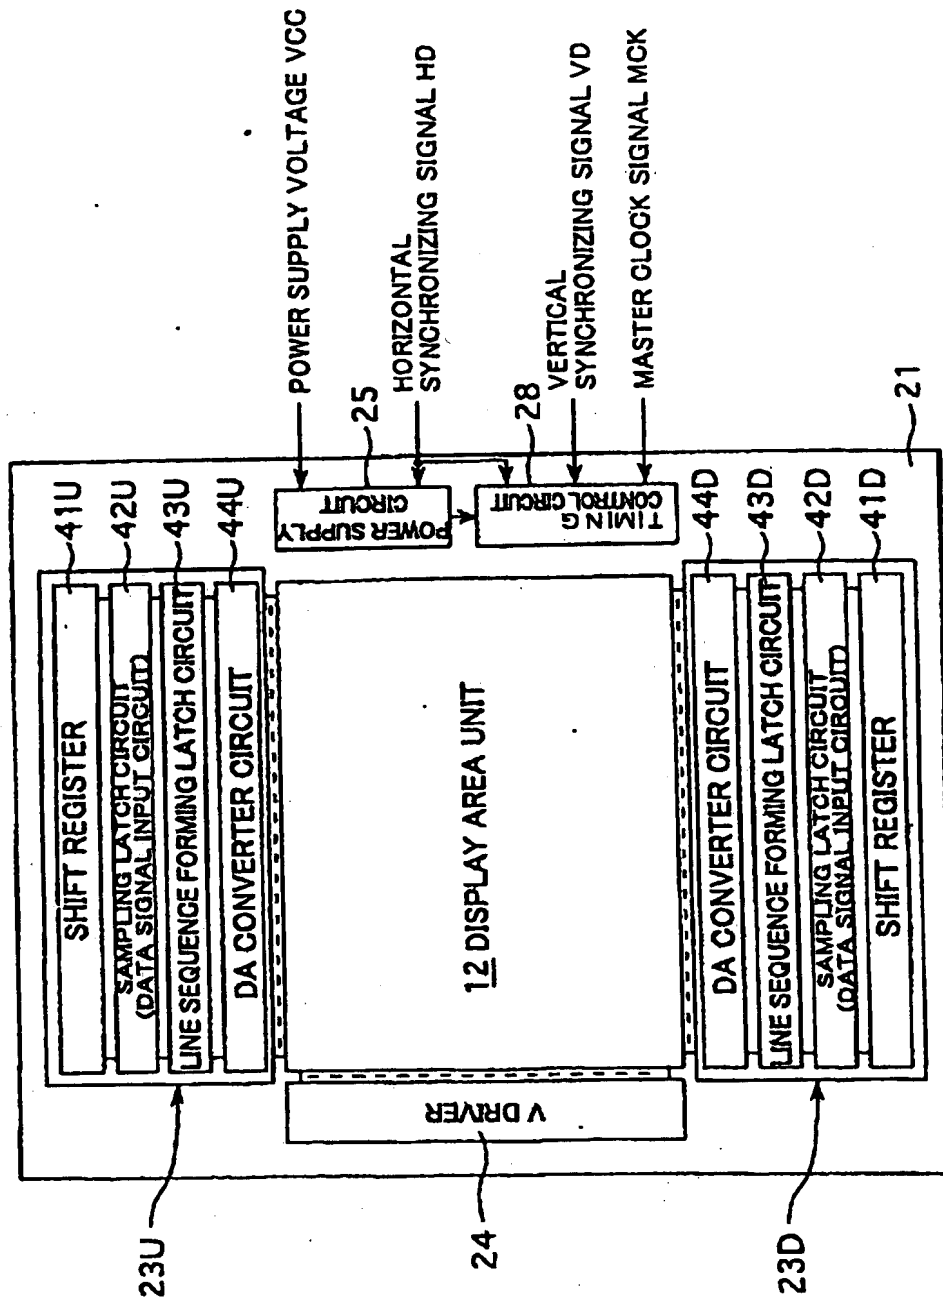 23U
SHIFT REGISTER
41U
SAMPLING LATCH CIRCUIT
(DATA SIGNAL INPUT CIRCUIT)
42U
LINE SEQUENCE FORMING LATCH CIRCUIT
43U
DA CONVERTER CIRCUIT
44U
24
V DRIVER
12 DISPLAY AREA UNIT
POWER SUPPLY
CIRCUIT
25
POWER SUPPLY VOLTAGE VCC
HORIZONTAL
SYNCHRONIZING SIGNAL HD
TIMING
CONTROL CIRCUIT
28
VERTICAL
SYNCHRONIZING SIGNAL VD
MASTER CLOCK SIGNAL MCK
23D
DA CONVERTER CIRCUIT
44D
LINE SEQUENCE FORMING LATCH CIRCUIT
43D
SAMPLING LATCH CIRCUIT
(DATA SIGNAL INPUT CIRCUIT)
42D
SHIFT REGISTER
41D
21